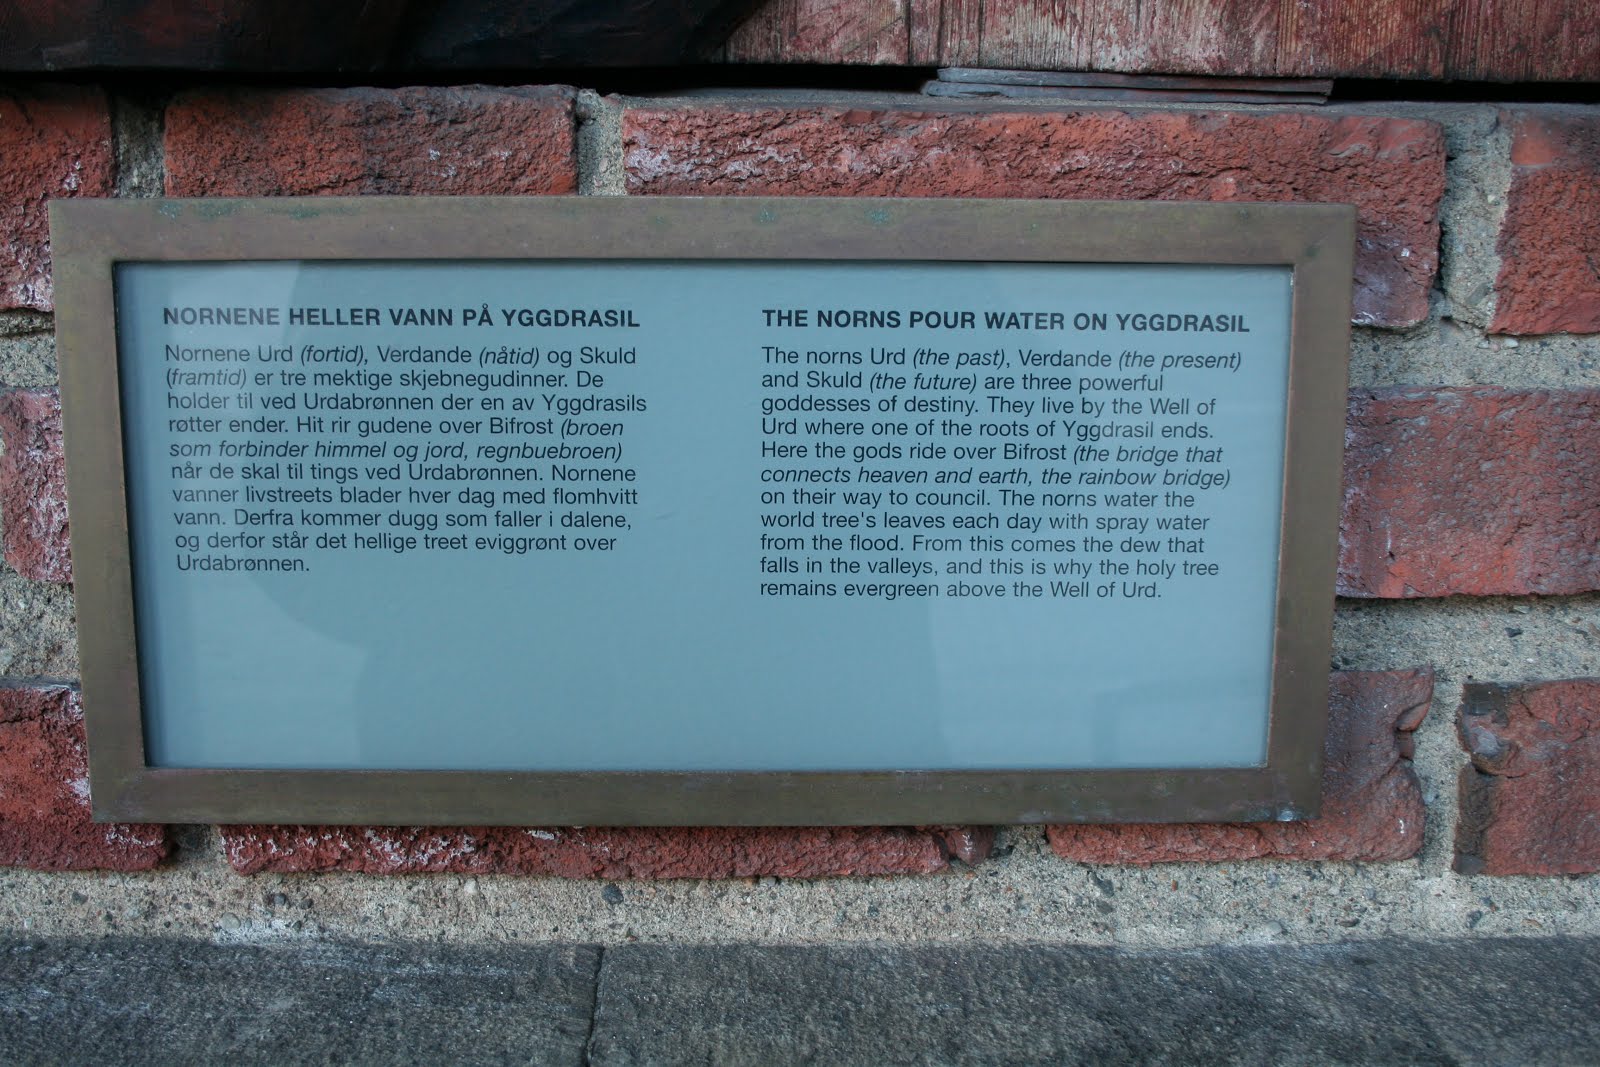 NORNENE HELLER VANN PÅ YGGDRASIL
Nornene Urd (fortid), Verdande (nåtid) og Skuld
(framtid) er tre mektige skjebnegudinner. De
holder til ved Urdabrønnen der en av Yggdrasils
røtter ender. Hit rir gudene over Bifrost (broen
som forbinder himmel og jord, regnbuebroen)
når de skal til tings ved Urdabrønnen. Nornene
vanner livstreets blader hver dag med flomhvitt
vann. Derfra kommer dugg som faller i dalene,
og derfor står det hellige treet eviggrønt over
Urdabrønnen.
THE NORNS POUR WATER ON YGGDRASIL
The norns Urd (the past), Verdande (the present)
and Skuld (the future) are three powerful
goddesses of destiny. They live by the Well of
Urd where one of the roots of Yggdrasil ends.
Here the gods ride over Bifrost (the bridge that
connects heaven and earth, the rainbow bridge)
on their way to council. The norns water the
world tree's leaves each day with spray water
from the flood. From this comes the dew that
falls in the valleys, and this is why the holy tree
remains evergreen above the Well of Urd.